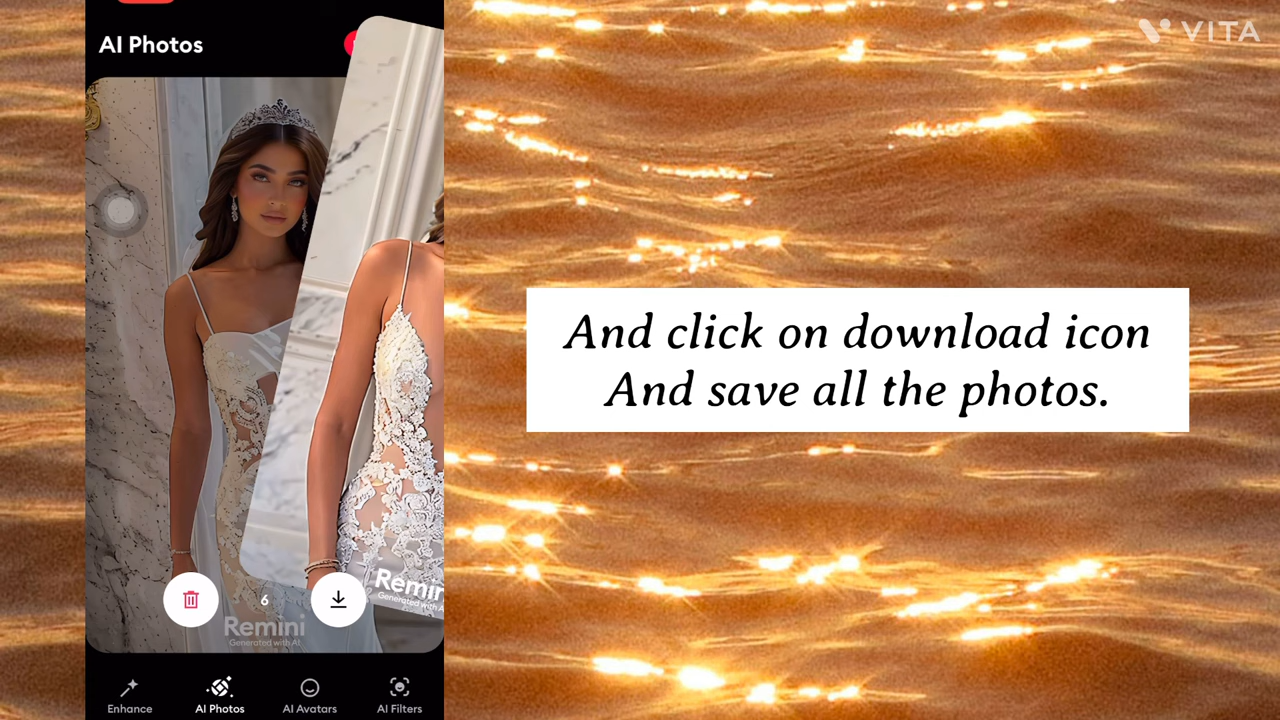 AI Photos
VITA
And click on download icon
And save all the photos.
6
Remini
Generated with AI
Enhance
AI Photos
AI Avatars
AI Filters